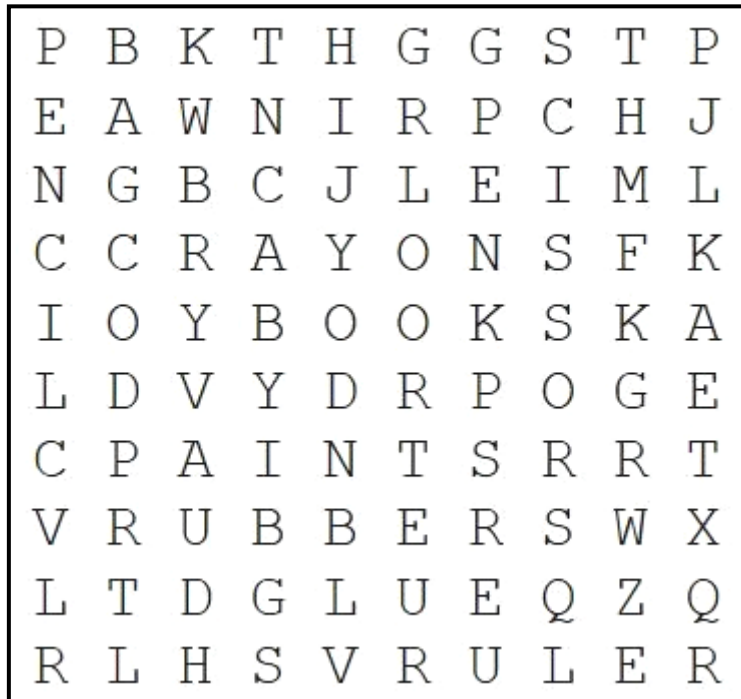 P B K T H G G S T P
E A W N I R P C H J
N G B C J L E I M L
C C R A Y O N S F K
I O Y B O O K S K A
L D V Y D R P O G E
C P A I N T S R R T
V R U B B E R S W X
L T D G L U E Q Z Q
R L H S V R U L E R